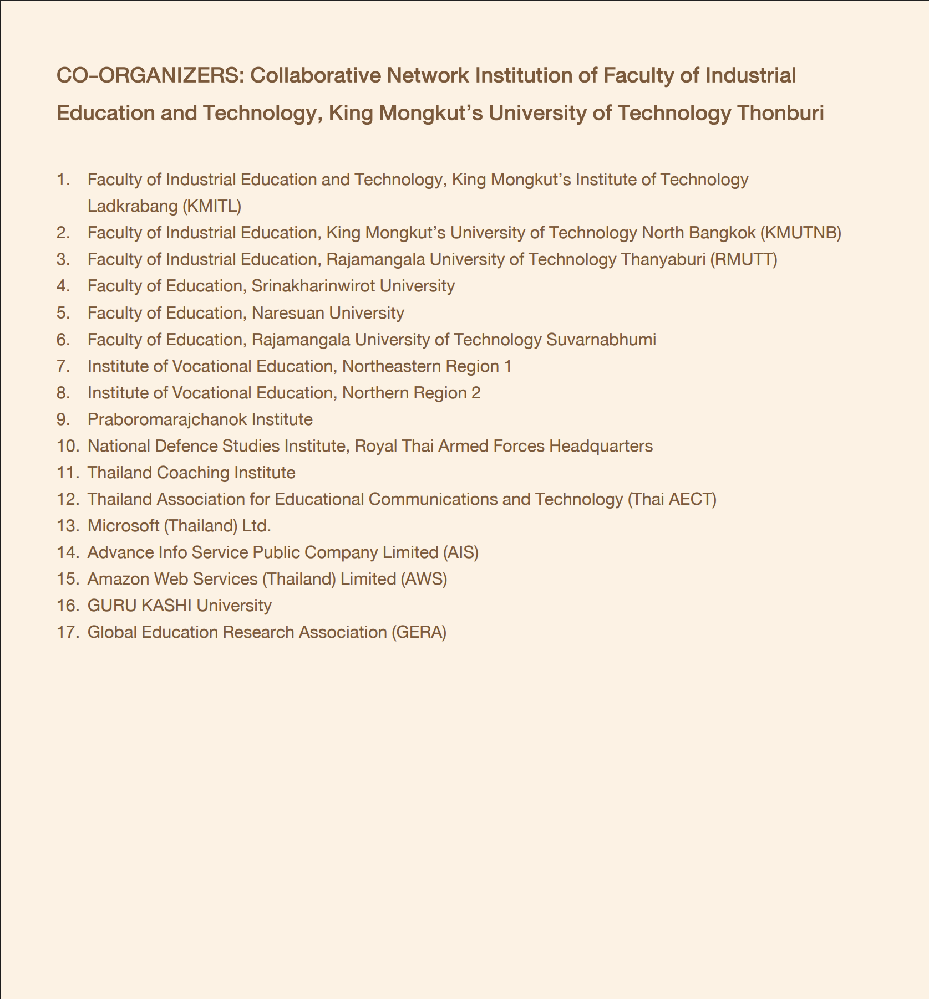 CO-ORGANIZERS: Collaborative Network Institution of Faculty of Industrial
Education and Technology, King Mongkut’s University of Technology Thonburi
1. Faculty of Industrial Education and Technology, King Mongkut’s Institute of Technology
Ladkrabang (KMITL)
2. Faculty of Industrial Education, King Mongkut’s University of Technology North Bangkok (KMUTNB)
3. Faculty of Industrial Education, Rajamangala University of Technology Thanyaburi (RMUTT)
4. Faculty of Education, Srinakharinwirot University
5. Faculty of Education, Naresuan University
6. Faculty of Education, Rajamangala University of Technology Suvarnabhumi
7. Institute of Vocational Education, Northeastern Region 1
8. Institute of Vocational Education, Northern Region 2
9. Praboromarajchanok Institute
10. National Defence Studies Institute, Royal Thai Armed Forces Headquarters
11. Thailand Coaching Institute
12. Thailand Association for Educational Communications and Technology (Thai AECT)
13. Microsoft (Thailand) Ltd.
14. Advance Info Service Public Company Limited (AIS)
15. Amazon Web Services (Thailand) Limited (AWS)
16. GURU KASHI University
17. Global Education Research Association (GERA)